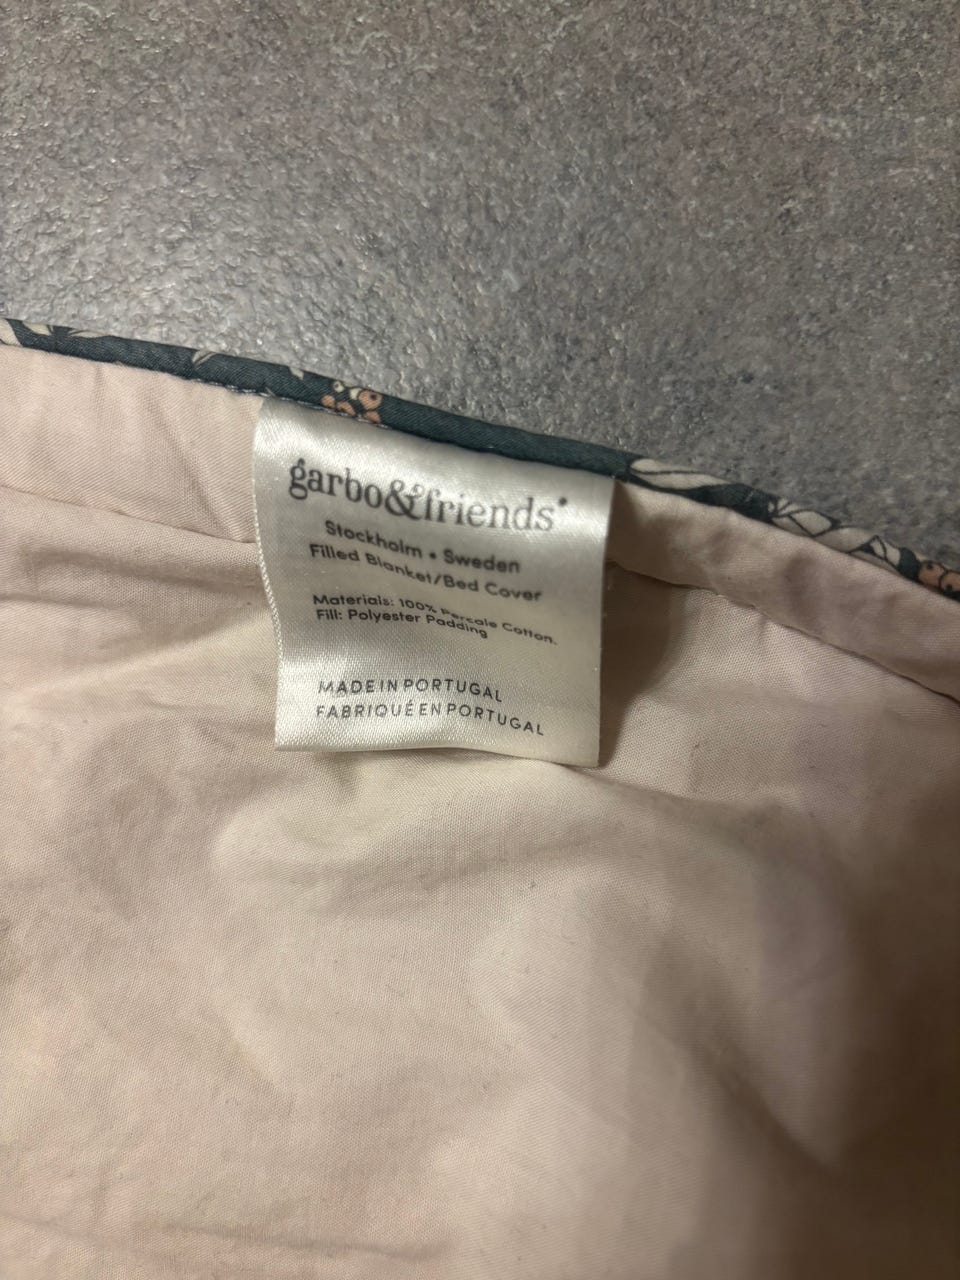 garbo&friends*
Stockholm • Sweden
Filled Blanket/Bed Cover
Materials: 100% Percale Cotton.
Fill: Polyester Padding
MADE IN PORTUGAL
FABRIQUÉ EN PORTUGAL